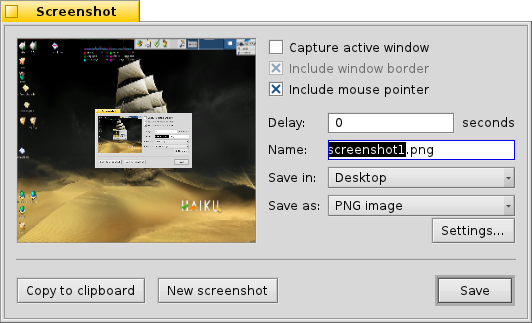 Screenshot
Capture active window
Include window border
Include mouse pointer
Delay: 0 seconds
Name: screenshot1.png
Save in: Desktop
Save as: PNG image
Settings...
HAIKU
Copy to clipboard
New screenshot
Save